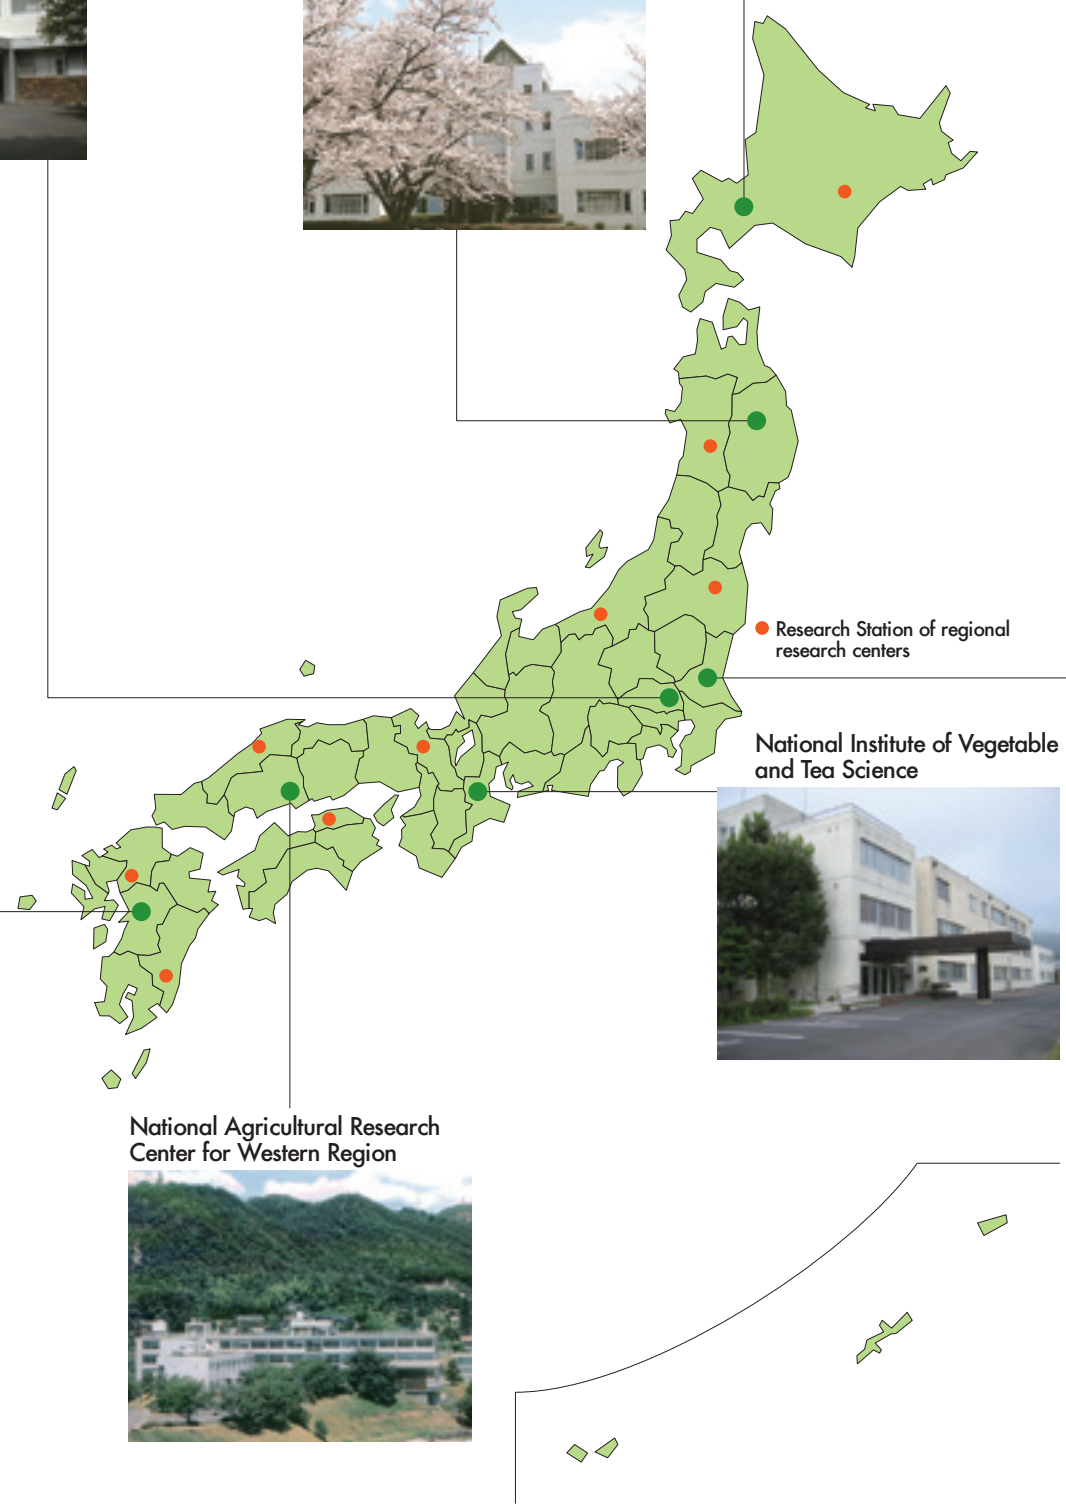 Research Station of regional
research centers
National Institute of Vegetable
and Tea Science
National Agricultural Research
Center for Western Region